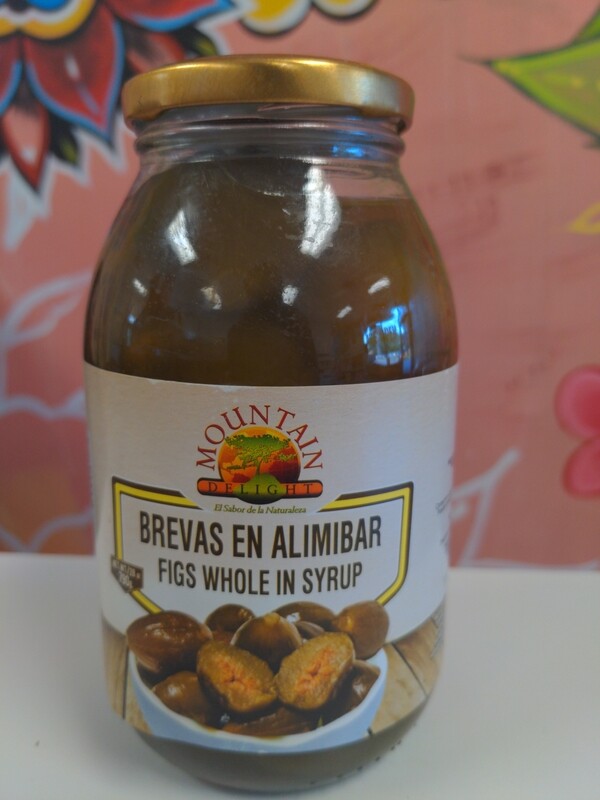 MOUNTAIN
DELIGHT
El Sabor de la Naturaleza
BREVAS EN ALIMIBAR
FIGS WHOLE IN SYRUP